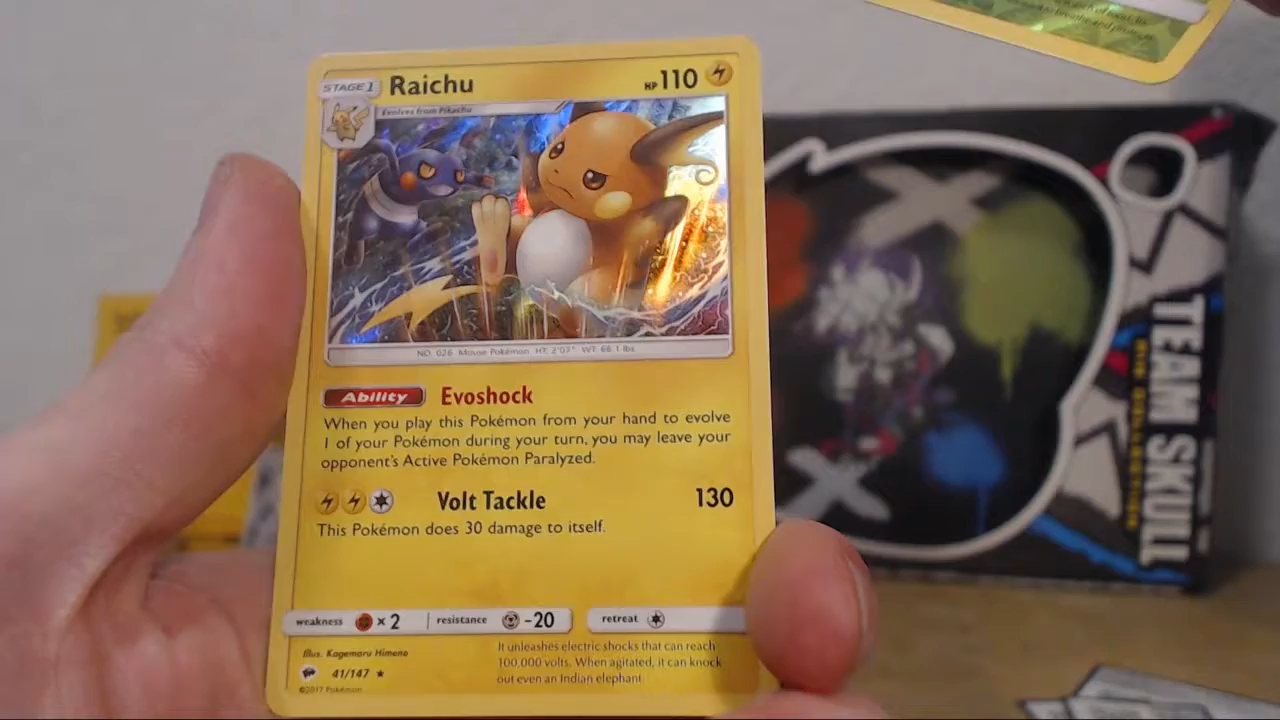 STAGE 1 Raichu HP 110
Evolves from Pikachu
NO. 026 Mouse Pokémon HT: 2'07" WT: 66.1 lbs.
Ability Evoshock
When you play this Pokémon from your hand to evolve
1 of your Pokémon during your turn, you may leave your
opponent's Active Pokémon Paralyzed.
Volt Tackle 130
This Pokémon does 30 damage to itself.
weakness × 2 resistance -20 retreat
Illus. Kagemaru Himeno
41/147 ★
©2017 Pokémon
It unleashes electric shocks that can reach
100,000 volts. When agitated, it can knock
out even an Indian elephant.
TEAM SKULL
PIN COLLECTION